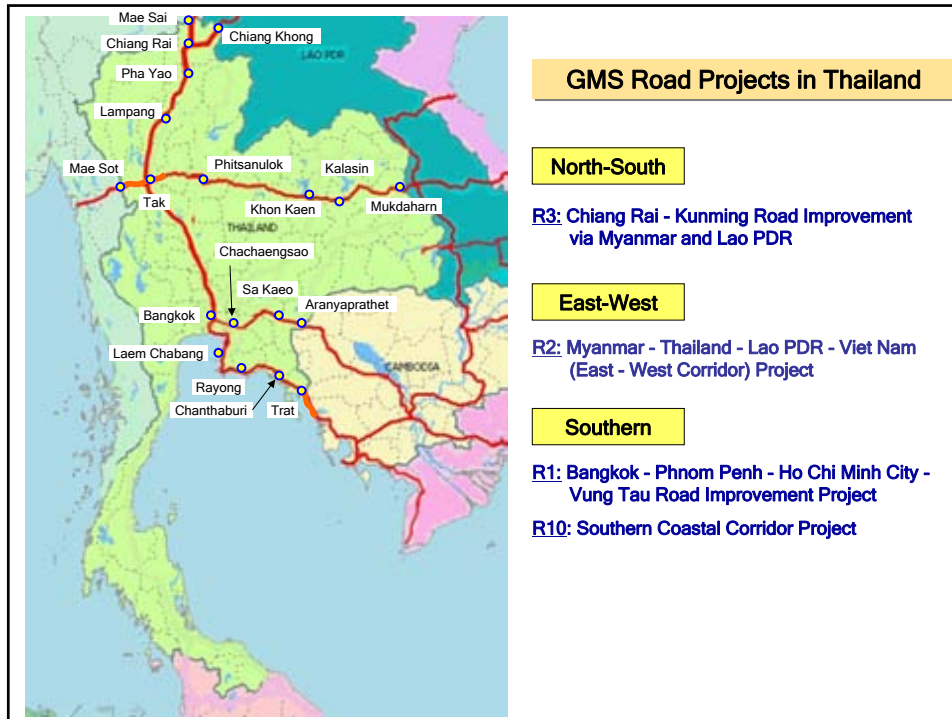 Mae Sai
Chiang Khong
Chiang Rai
LAO PDR
Pha Yao
Lampang
Mae Sot
Phitsanulok
Kalasin
Tak
Khon Kaen
Mukdaharn
THAILAND
Chachaengsao
Sa Kaeo
Aranyaprathet
Bangkok
Laem Chabang
CAMBODIA
Rayong
Chanthaburi
Trat
GMS Road Projects in Thailand
North-South
R3: Chiang Rai - Kunming Road Improvement
via Myanmar and Lao PDR
East-West
R2: Myanmar - Thailand - Lao PDR - Viet Nam
(East - West Corridor) Project
Southern
R1: Bangkok - Phnom Penh - Ho Chi Minh City -
Vung Tau Road Improvement Project
R10: Southern Coastal Corridor Project